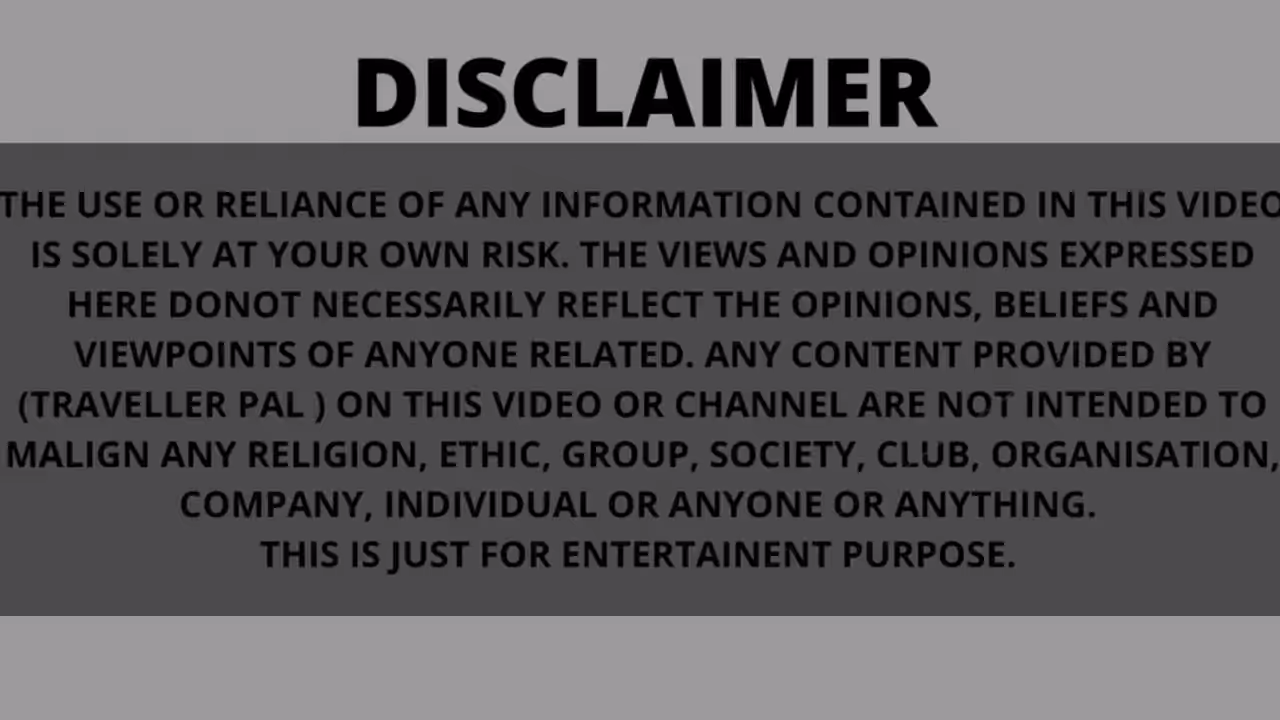 DISCLAIMER
THE USE OR RELIANCE OF ANY INFORMATION CONTAINED IN THIS VIDEO
IS SOLELY AT YOUR OWN RISK. THE VIEWS AND OPINIONS EXPRESSED
HERE DONOT NECESSARILY REFLECT THE OPINIONS, BELIEFS AND
VIEWPOINTS OF ANYONE RELATED. ANY CONTENT PROVIDED BY
(TRAVELLER PAL ) ON THIS VIDEO OR CHANNEL ARE NOT INTENDED TO
MALIGN ANY RELIGION, ETHIC, GROUP, SOCIETY, CLUB, ORGANISATION,
COMPANY, INDIVIDUAL OR ANYONE OR ANYTHING.
THIS IS JUST FOR ENTERTAINENT PURPOSE.